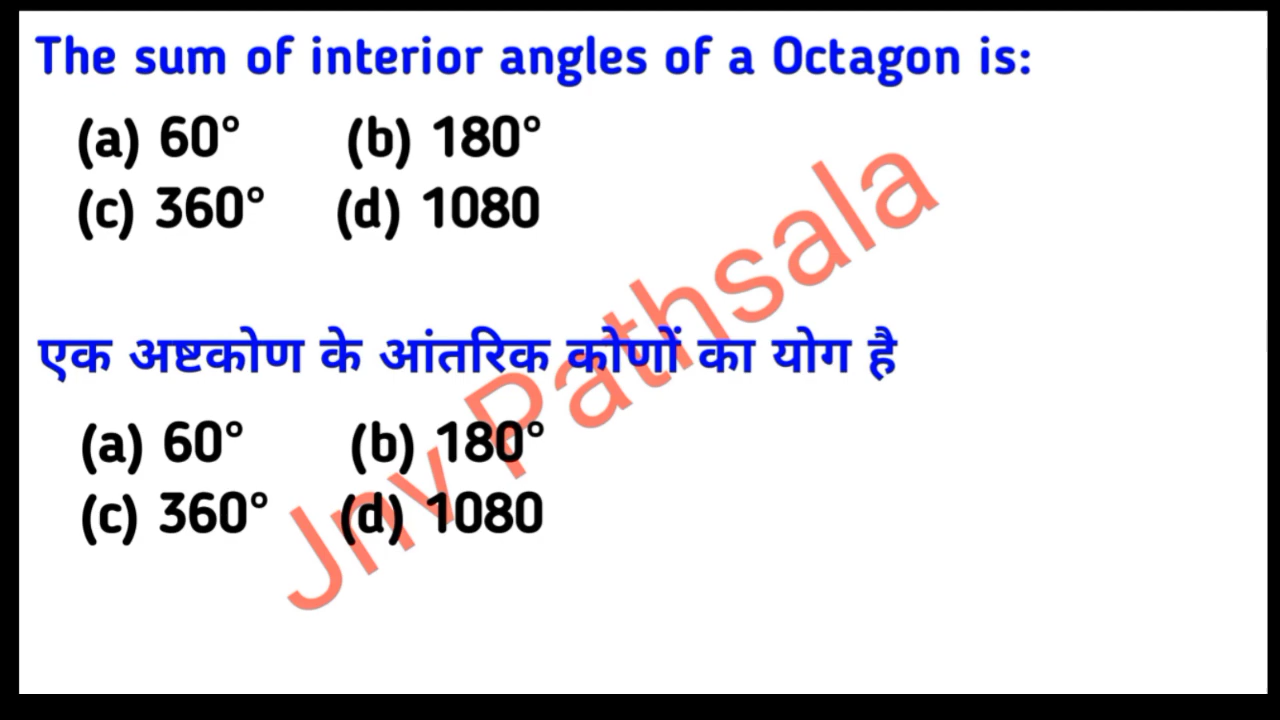 The sum of interior angles of a Octagon is:
(a) 60° (b) 180°
(c) 360° (d) 1080
एक अष्टकोण के आंतरिक कोणों का योग है
(a) 60° (b) 180°
(c) 360° (d) 1080
Jnv Pathsala